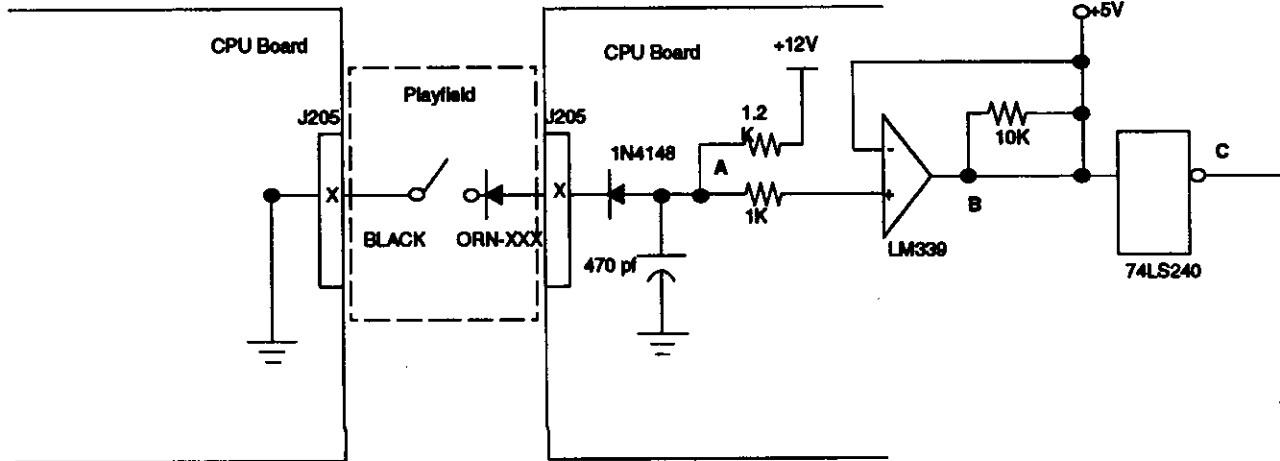 CPU Board
Playfield
J205
X
BLACK
ORN-XXX
J205
X
CPU Board
1N4148
470 pf
A
+12V
1.2
K
1K
-
+
LM339
+5V
10K
B
C
74LS240